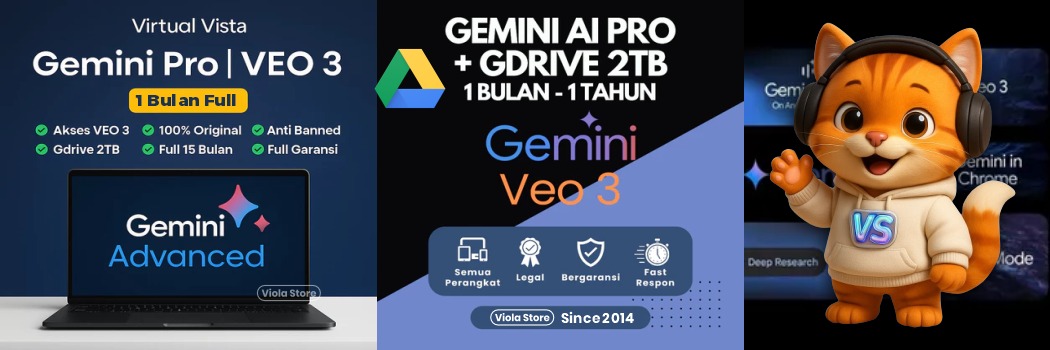 Virtual Vista
Gemini Pro | VEO 3
1 Bulan Full
Akses VEO 3 100% Original Anti Banned
Gdrive 2TB Full 15 Bulan Full Garansi
Gemini
Advanced
Viola Store
GEMINI AI PRO
+ GDRIVE 2TB
1 BULAN - 1 TAHUN
Gemini
Veo 3
Semua Perangkat
Legal
Bergaransi
Fast Respon
Viola Store Since 2014
VS
Gemini in
Chrome
Deep Research
Mode